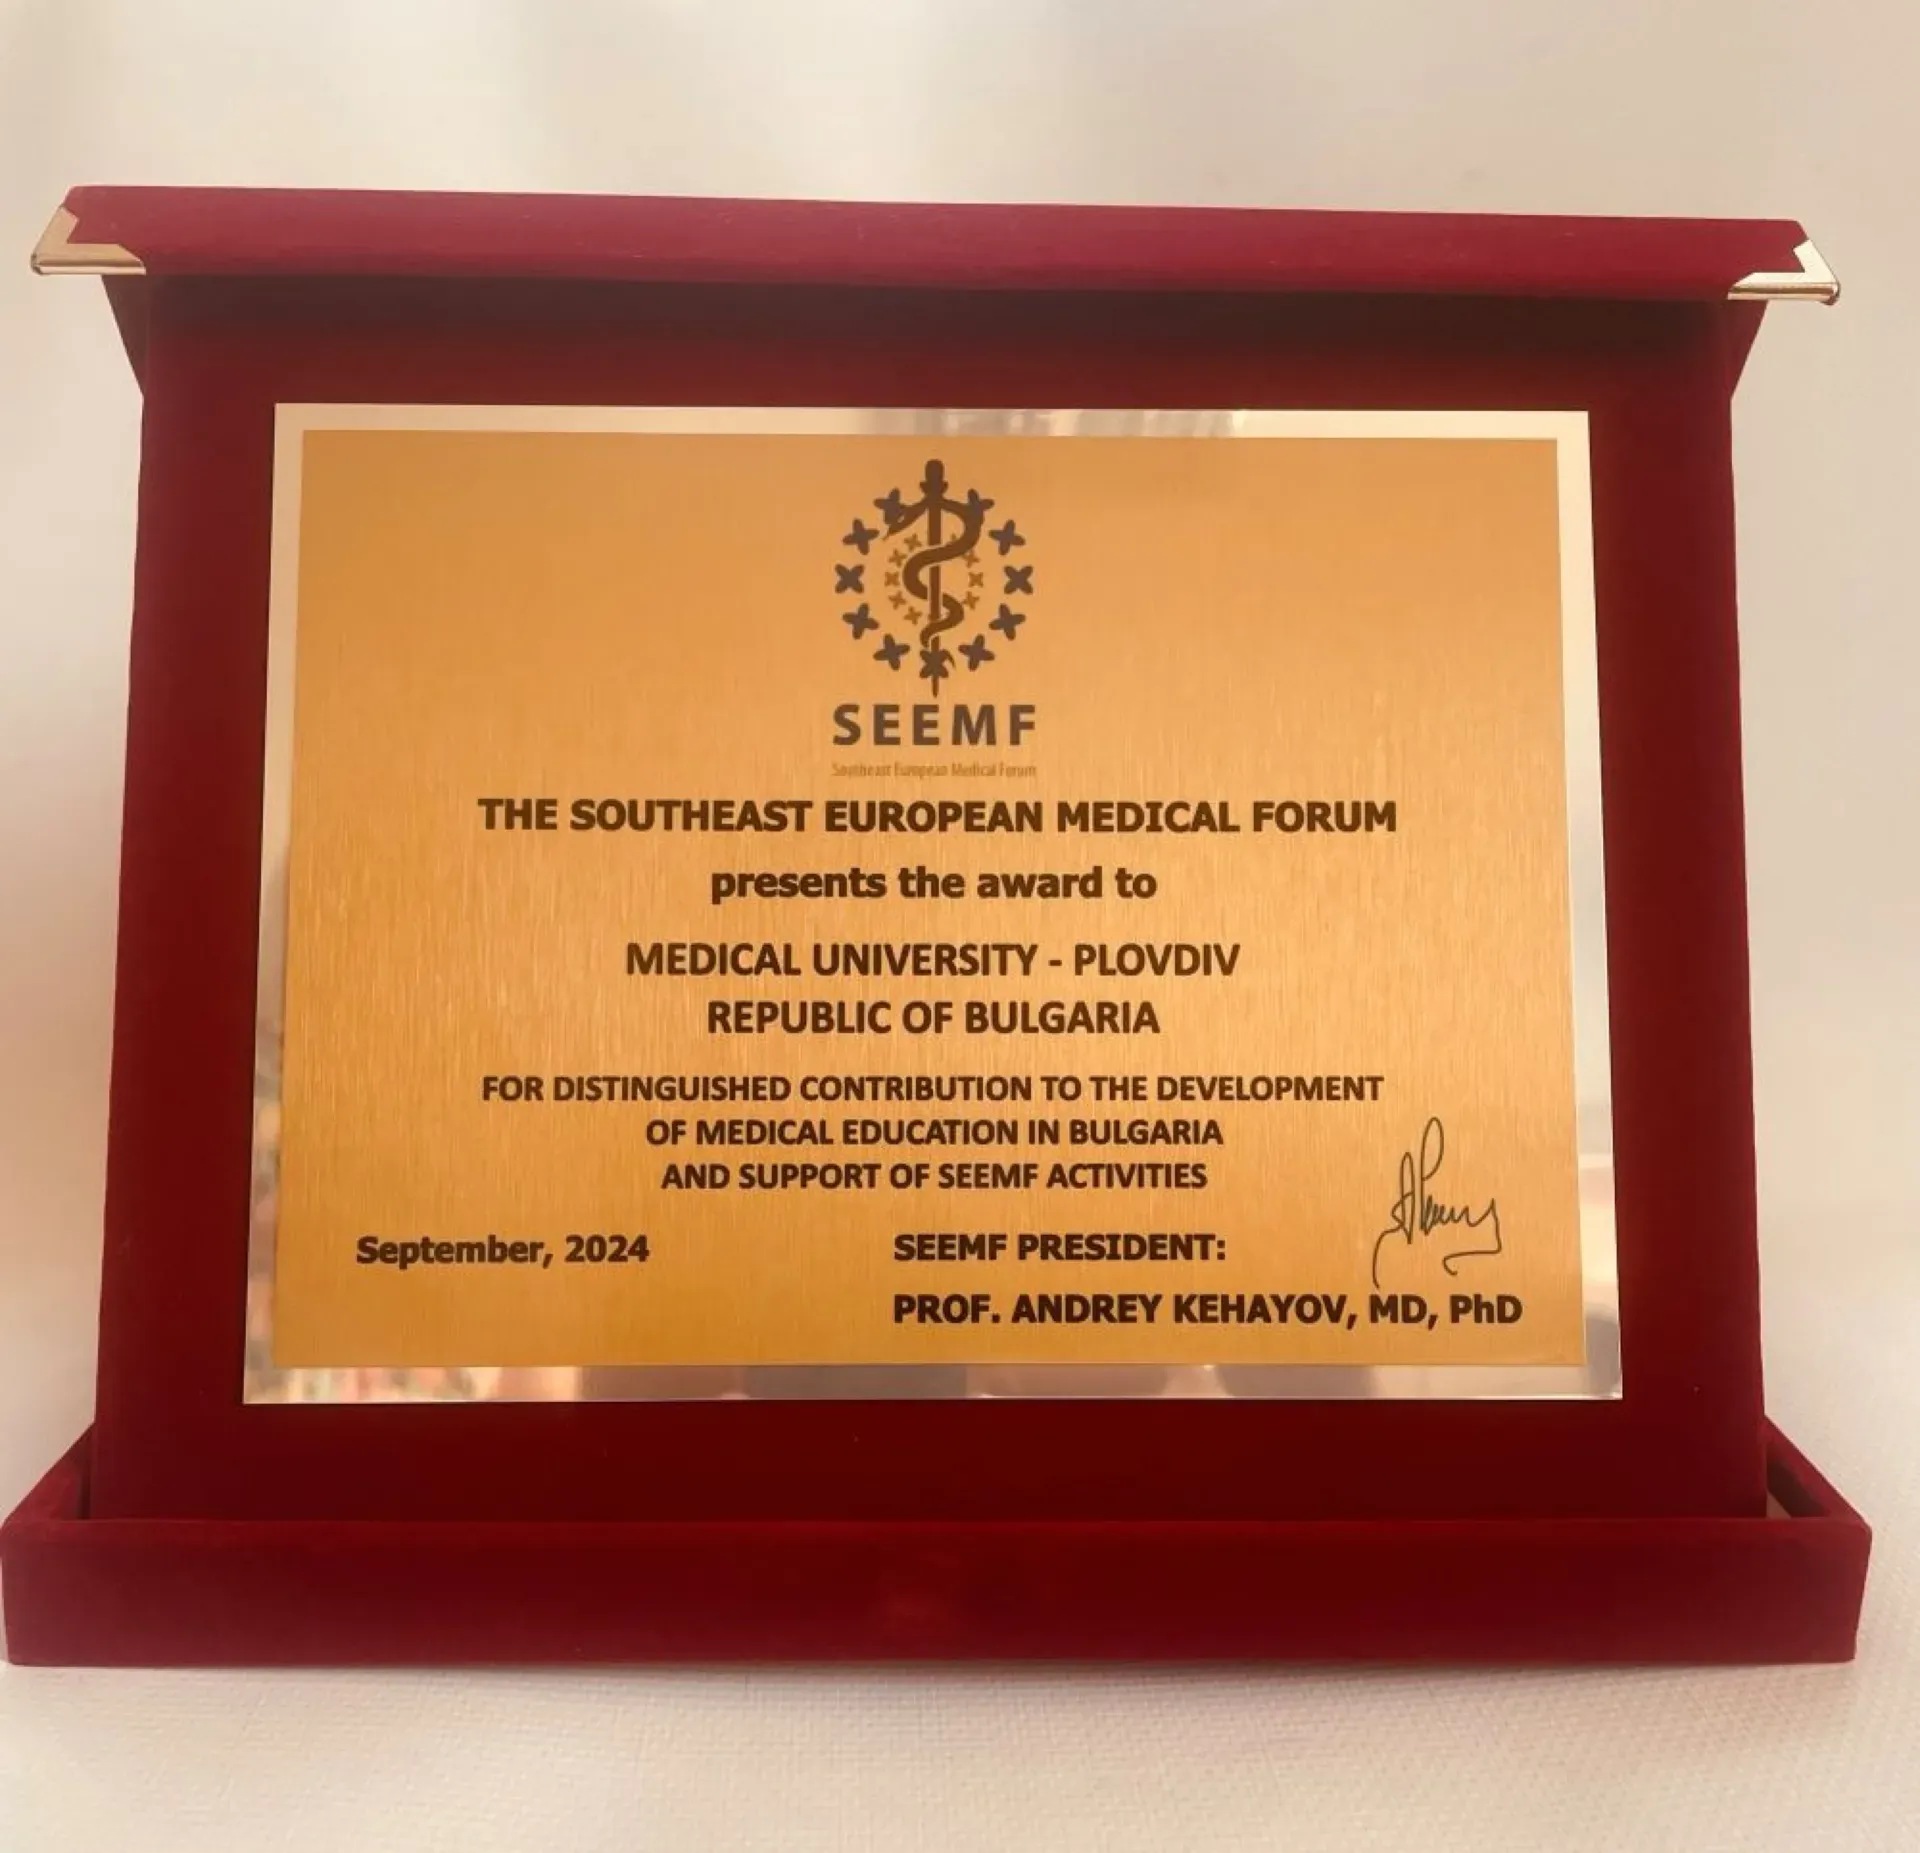 SEEMF
Southeast European Medical Forum
THE SOUTHEAST EUROPEAN MEDICAL FORUM
presents the award to
MEDICAL UNIVERSITY - PLOVDIV
REPUBLIC OF BULGARIA
FOR DISTINGUISHED CONTRIBUTION TO THE DEVELOPMENT
OF MEDICAL EDUCATION IN BULGARIA
AND SUPPORT OF SEEMF ACTIVITIES
September, 2024
SEEMF PRESIDENT:
PROF. ANDREY KEHAYOV, MD, PhD